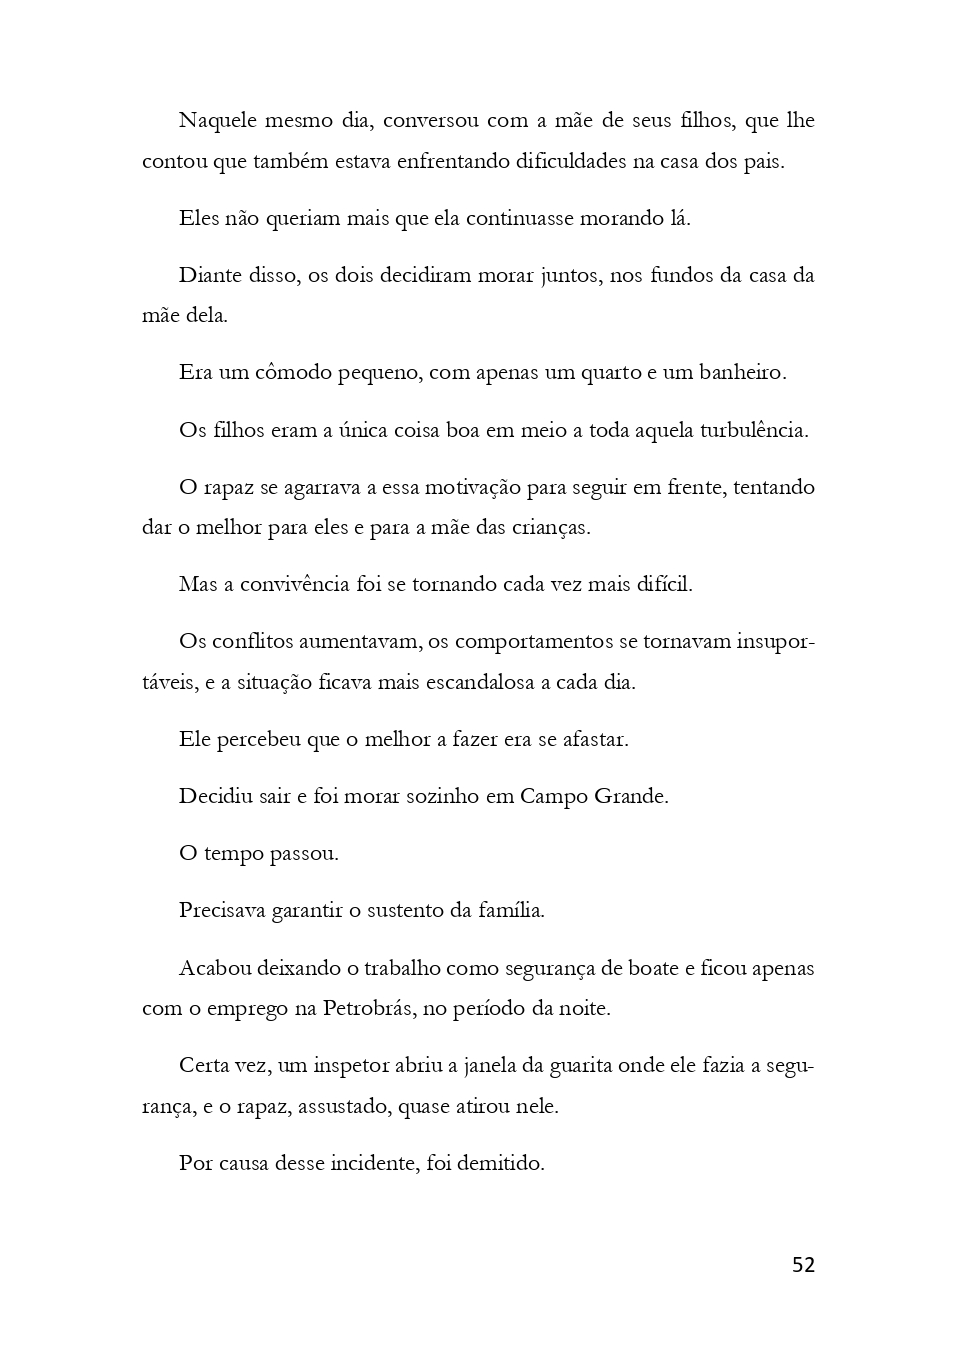 Naquele mesmo dia, conversou com a mãe de seus filhos, que lhe
contou que também estava enfrentando dificuldades na casa dos pais.
Eles não queriam mais que ela continuasse morando lá.
Diante disso, os dois decidiram morar juntos, nos fundos da casa da
mãe dela.
Era um cômodo pequeno, com apenas um quarto e um banheiro.
Os filhos eram a única coisa boa em meio a toda aquela turbulência.
O rapaz se agarrava a essa motivação para seguir em frente, tentando
dar o melhor para eles e para a mãe das crianças.
Mas a convivência foi se tornando cada vez mais difícil.
Os conflitos aumentavam, os comportamentos se tornavam insupor-
táveis, e a situação ficava mais escandalosa a cada dia.
Ele percebeu que o melhor a fazer era se afastar.
Decidiu sair e foi morar sozinho em Campo Grande.
O tempo passou.
Precisava garantir o sustento da família.
Acabou deixando o trabalho como segurança de boate e ficou apenas
com o emprego na Petrobrás, no período da noite.
Certa vez, um inspetor abriu a janela da guarita onde ele fazia a segu-
rança, e o rapaz, assustado, quase atirou nele.
Por causa desse incidente, foi demitido.
52